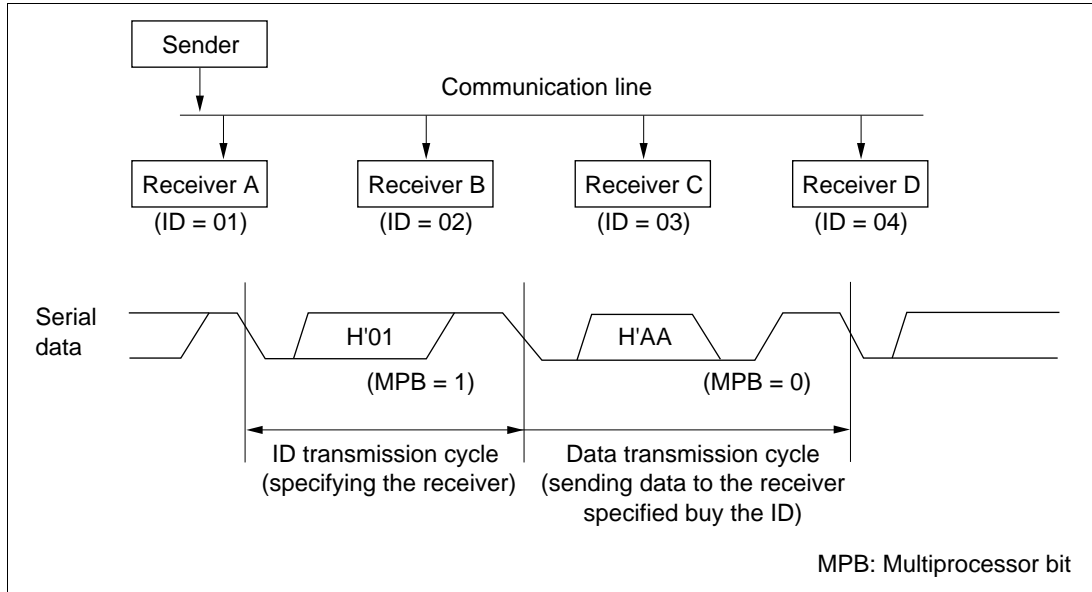 Sender
Communication line
Receiver A
Receiver B
Receiver C
Receiver D
(ID = 01)
(ID = 02)
(ID = 03)
(ID = 04)
Serial
data
H'01
H'AA
(MPB = 1)
(MPB = 0)
ID transmission cycle
(specifying the receiver)
Data transmission cycle
(sending data to the receiver
specified buy the ID)
MPB: Multiprocessor bit